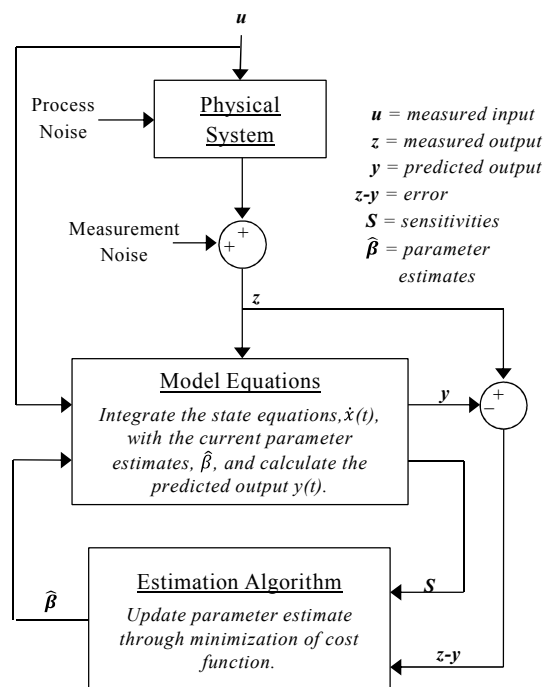 u
Process
Noise
Physical
System
u = measured input
z = measured output
y = predicted output
z-y = error
S = sensitivities
β̂ = parameter
estimates
Measurement
Noise
+
+
z
Model Equations
Integrate the state equations, ẋ(t),
with the current parameter
estimates, β̂, and calculate the
predicted output y(t).
y
+
−
Estimation Algorithm
Update parameter estimate
through minimization of cost
function.
β̂
S
z-y